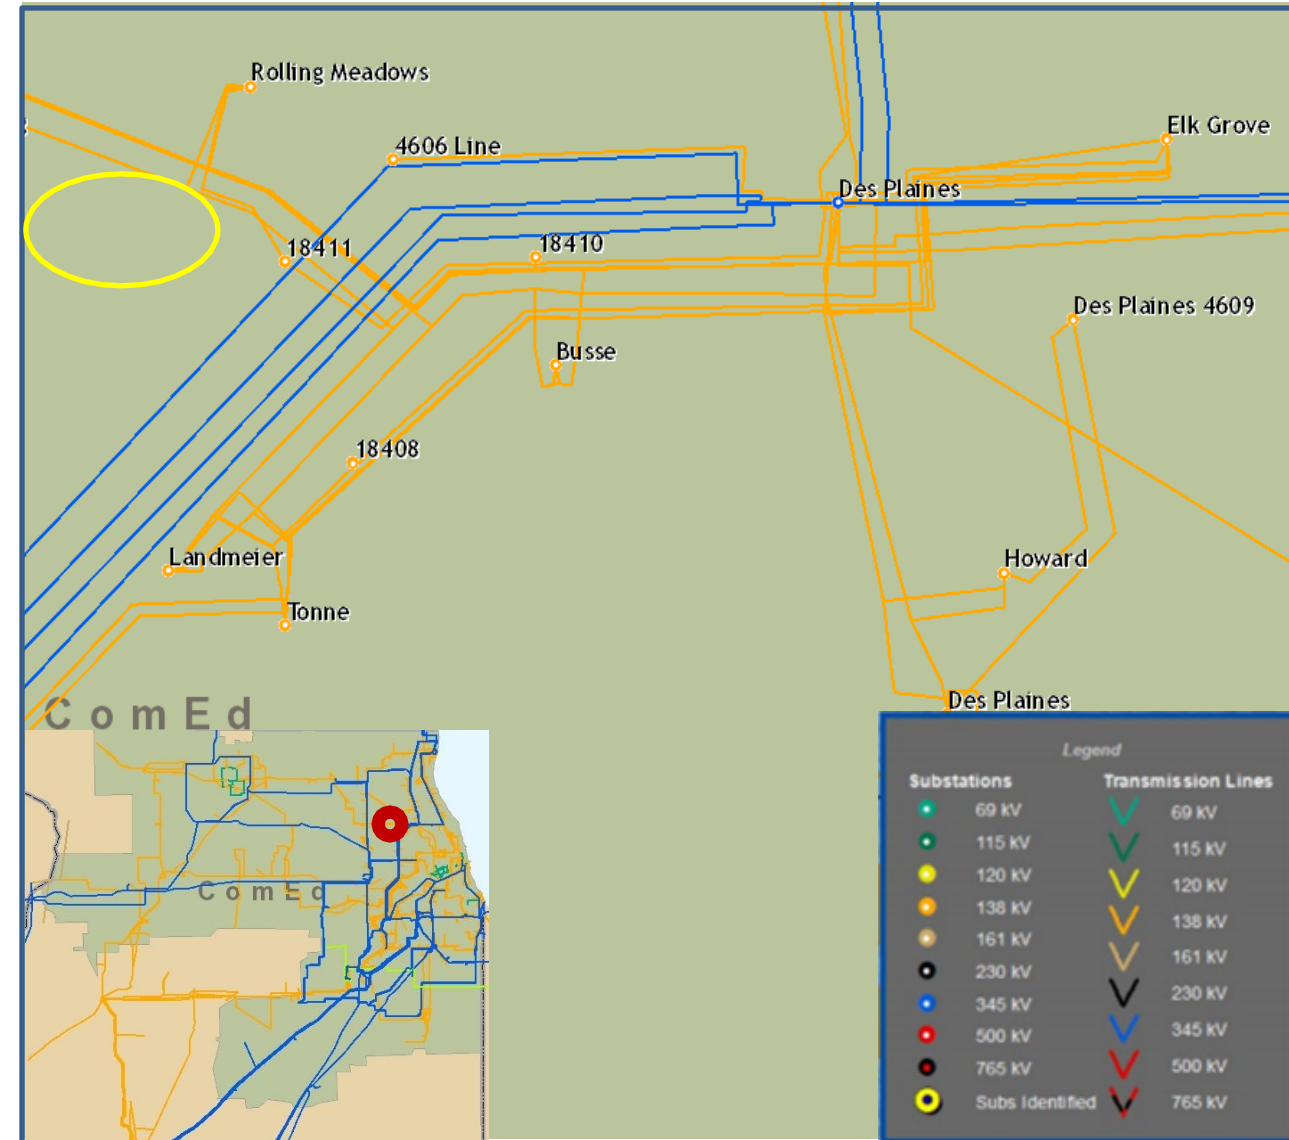 Rolling Meadows
Elk Grove
4606 Line
Des Plaines
18411
18410
Des Plaines 4609
Busse
18408
Landmeier
Howard
Tonne
Des Plaines
ComEd
ComEd
Legend
Substations Transmission Lines
69 kV 69 kV
115 kV 115 kV
120 kV 120 kV
138 kV 138 kV
161 kV 161 kV
230 kV 230 kV
345 kV 345 kV
500 kV 500 kV
765 kV 765 kV
Subs Identified